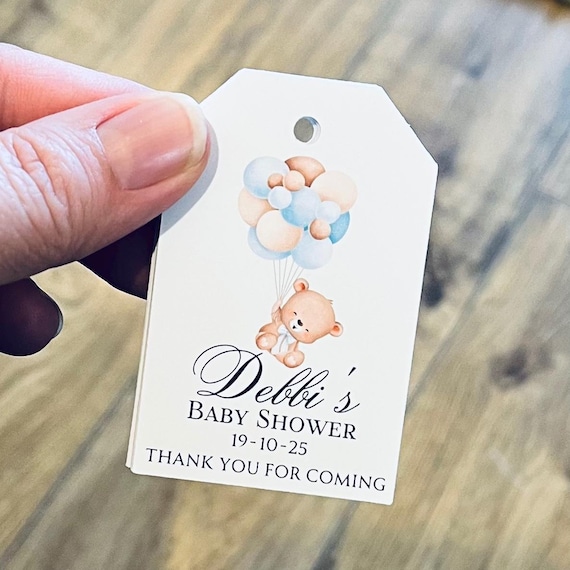 Debbi's
Baby Shower
19-10-25
THANK YOU FOR COMING